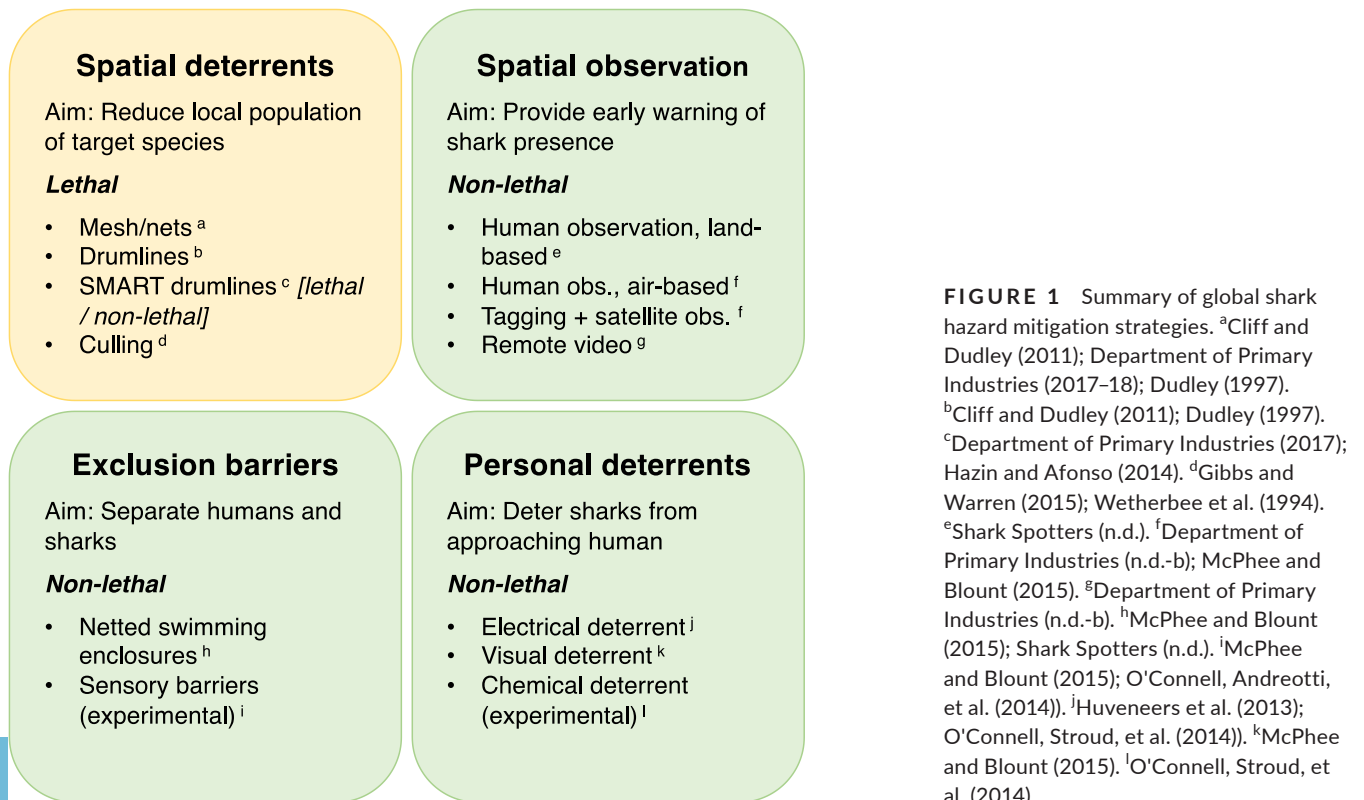 Spatial deterrents
Aim: Reduce local population
of target species
Lethal
• Mesh/nets a
• Drumlines b
• SMART drumlines c [lethal
/ non-lethal]
• Culling d
Spatial observation
Aim: Provide early warning of
shark presence
Non-lethal
• Human observation, land-
based e
• Human obs., air-based f
• Tagging + satellite obs. f
• Remote video g
Exclusion barriers
Aim: Separate humans and
sharks
Non-lethal
• Netted swimming
enclosures h
• Sensory barriers
(experimental) i
Personal deterrents
Aim: Deter sharks from
approaching human
Non-lethal
• Electrical deterrent j
• Visual deterrent k
• Chemical deterrent
(experimental) l
FIGURE 1 Summary of global shark
hazard mitigation strategies. aCliff and
Dudley (2011); Department of Primary
Industries (2017–18); Dudley (1997).
bCliff and Dudley (2011); Dudley (1997).
cDepartment of Primary Industries (2017);
Hazin and Afonso (2014). dGibbs and
Warren (2015); Wetherbee et al. (1994).
eShark Spotters (n.d.). fDepartment of
Primary Industries (n.d.-b); McPhee and
Blount (2015). gDepartment of Primary
Industries (n.d.-b). hMcPhee and Blount
(2015); Shark Spotters (n.d.). iMcPhee
and Blount (2015); O'Connell, Andreotti,
et al. (2014)). jHuveneers et al. (2013);
O'Connell, Stroud, et al. (2014)). kMcPhee
and Blount (2015). lO'Connell, Stroud, et
al. (2014)